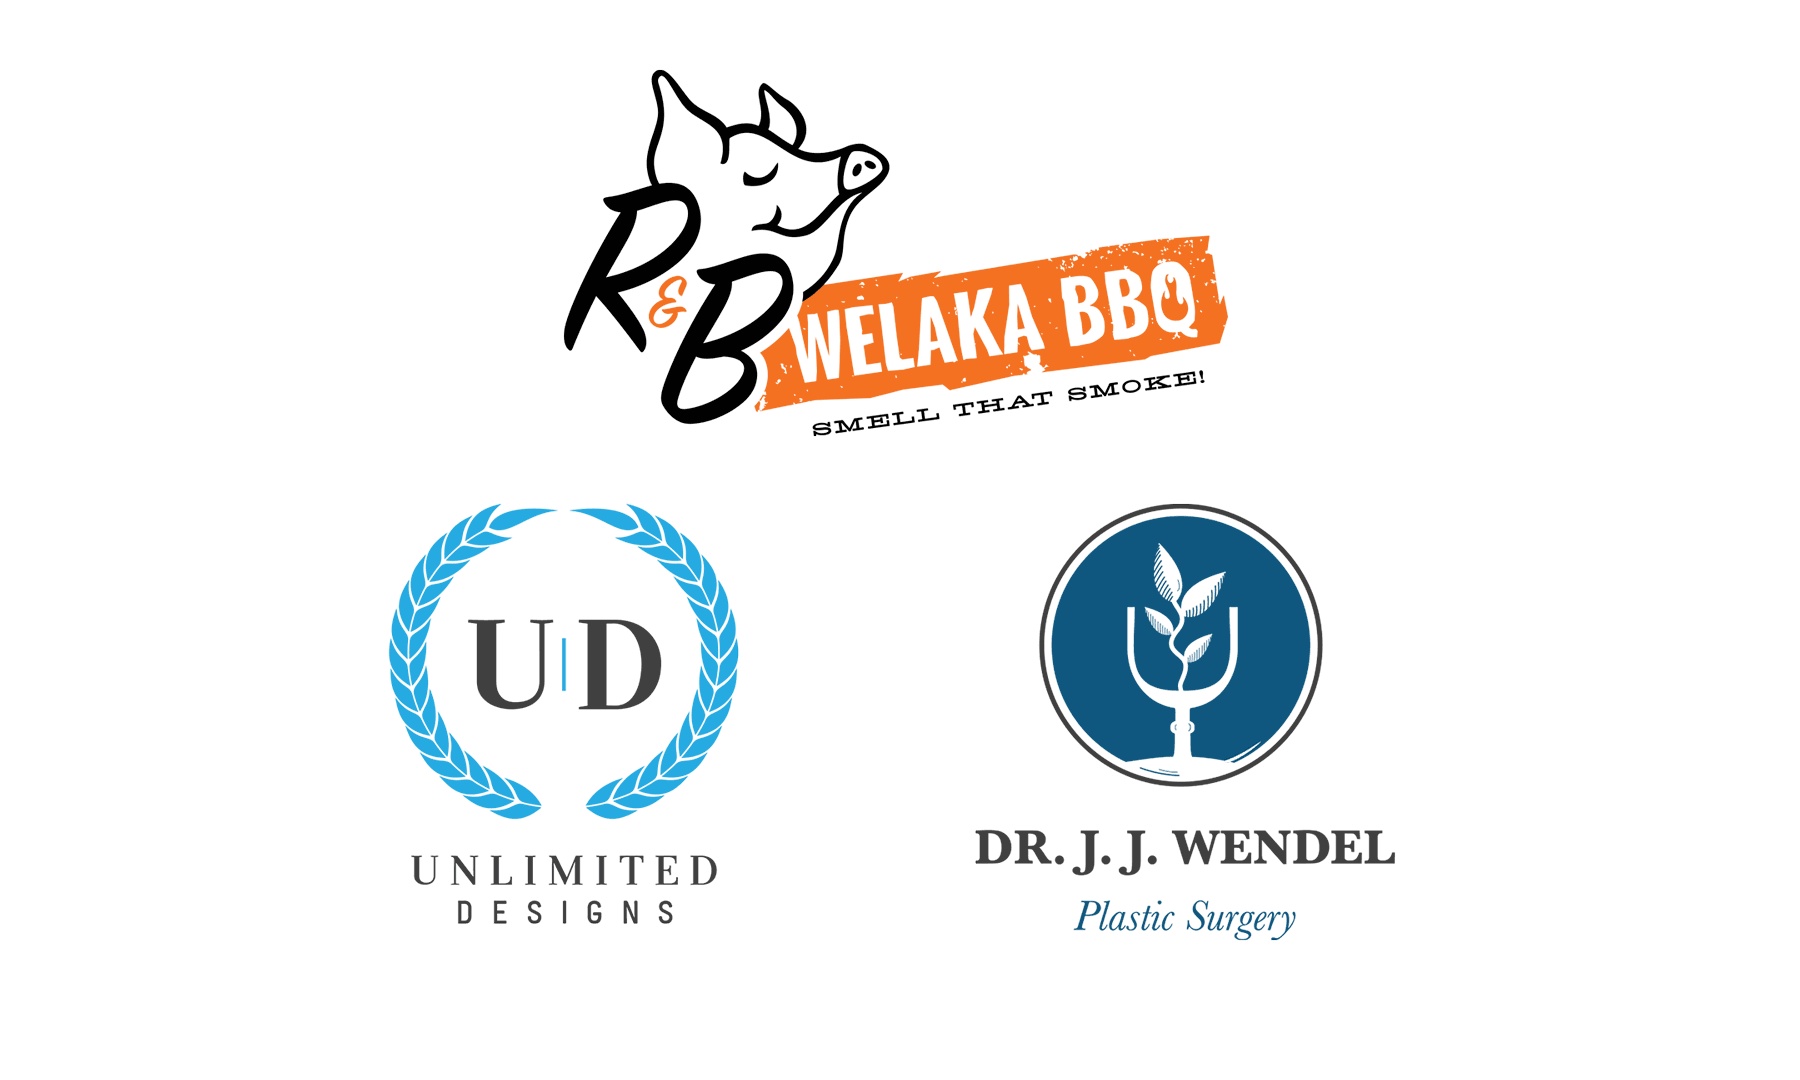 R&B
WELAKA BBQ
SMELL THAT SMOKE!
U|D
UNLIMITED
DESIGNS
DR. J. J. WENDEL
Plastic Surgery